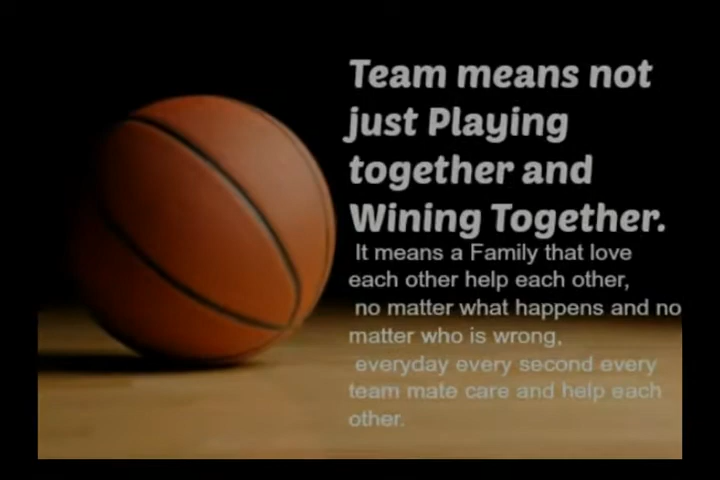 Team means not
just Playing
together and
Wining Together.
It means a Family that love
each other help each other,
no matter what happens and no
matter who is wrong,
everyday every second every
team mate care and help each
other.